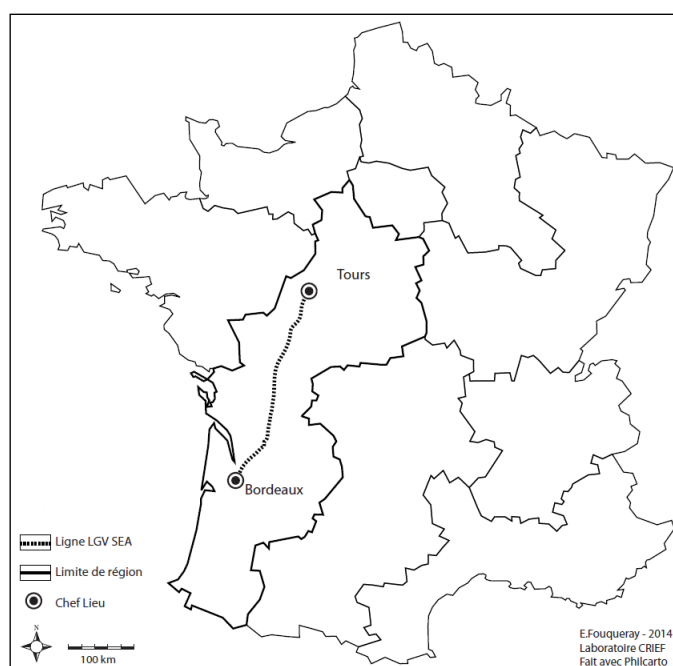 Tours
Bordeaux
Ligne LGV SEA
Limite de région
Chef Lieu
N
100 km
E.Fouqueray - 2014
Laboratoire CRIEF
Fait avec Philcarto